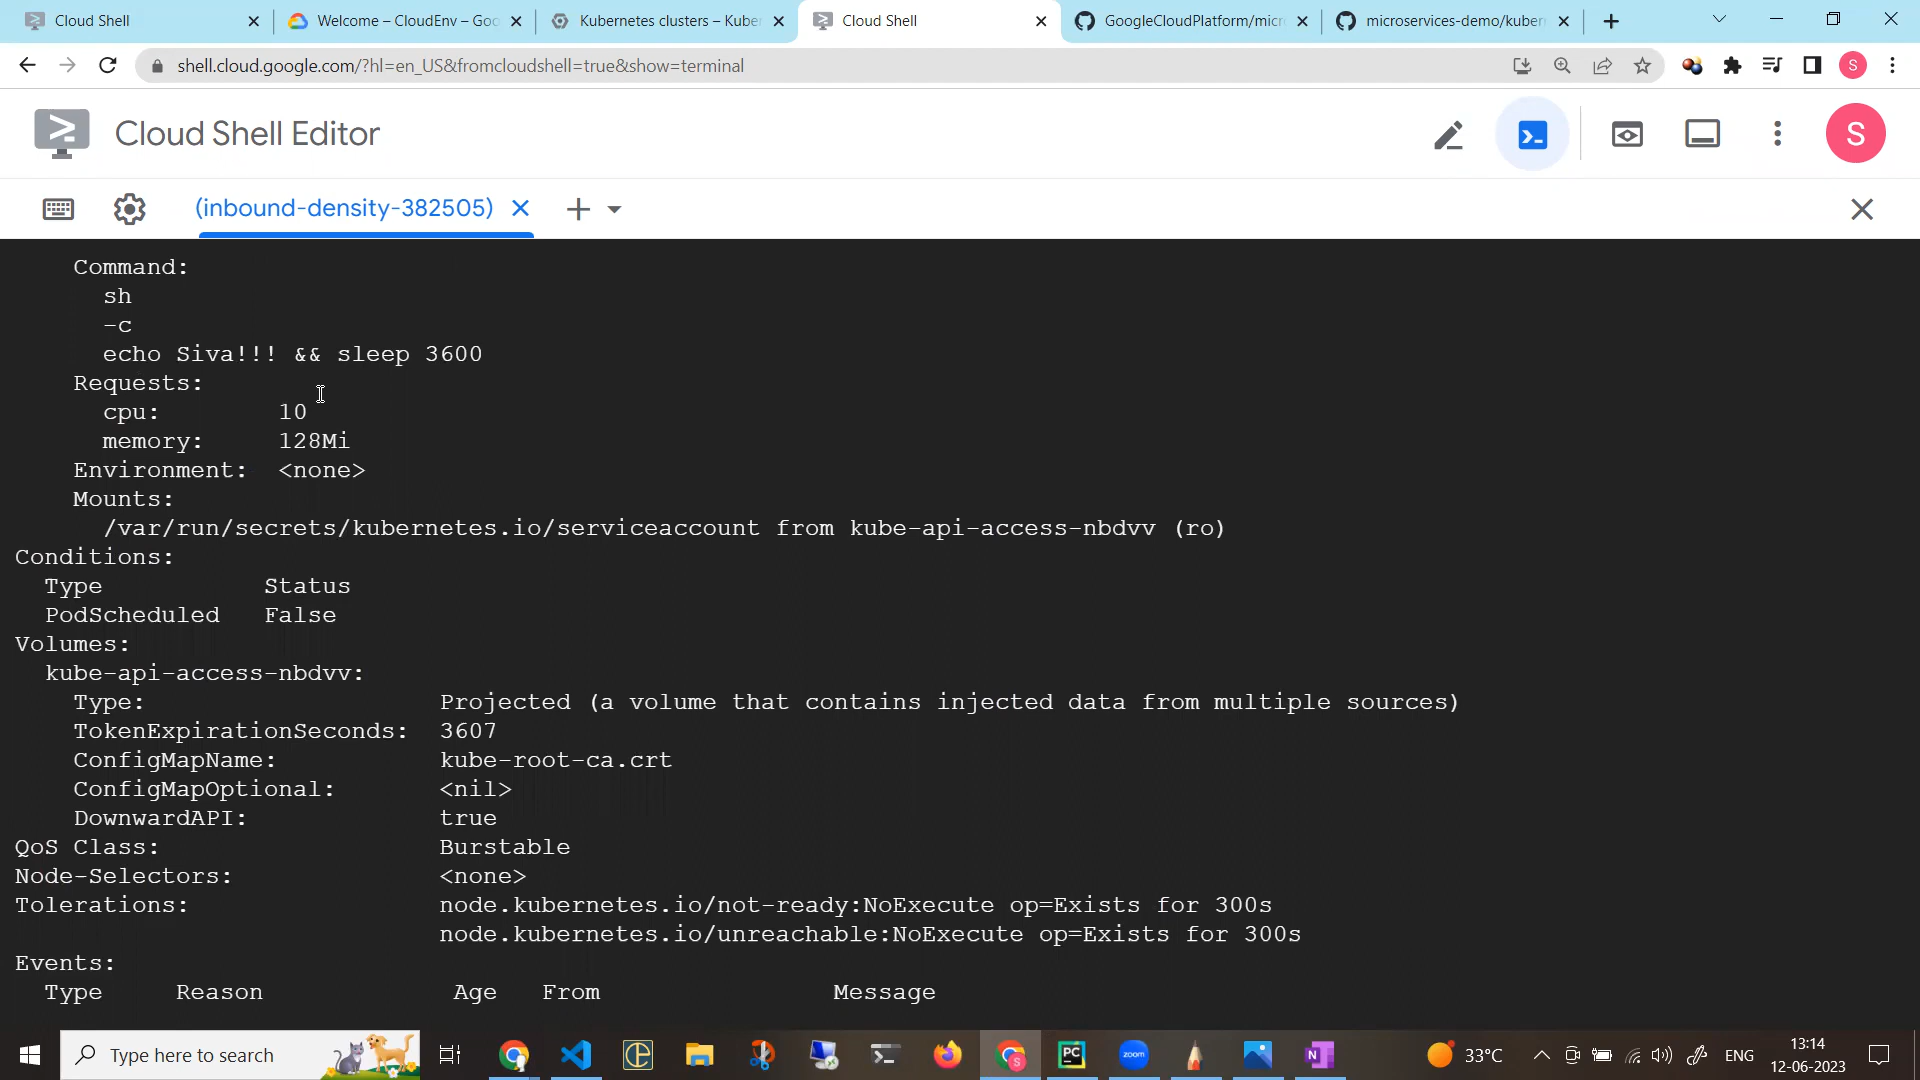 Cloud Shell
Welcome – CloudEnv – Goo
Kubernetes clusters – Kuber
Cloud Shell
GoogleCloudPlatform/micr
microservices-demo/kubern
shell.cloud.google.com/?hl=en_US&fromcloudshell=true&show=terminal
S
Cloud Shell Editor
S
(inbound-density-382505)
Command:
sh
-c
echo Siva!!! && sleep 3600
Requests:
cpu: 10
memory: 128Mi
Environment: <none>
Mounts:
/var/run/secrets/kubernetes.io/serviceaccount from kube-api-access-nbdvv (ro)
Conditions:
Type Status
PodScheduled False
Volumes:
kube-api-access-nbdvv:
Type: Projected (a volume that contains injected data from multiple sources)
TokenExpirationSeconds: 3607
ConfigMapName: kube-root-ca.crt
ConfigMapOptional: <nil>
DownwardAPI: true
QoS Class: Burstable
Node-Selectors: <none>
Tolerations: node.kubernetes.io/not-ready:NoExecute op=Exists for 300s
node.kubernetes.io/unreachable:NoExecute op=Exists for 300s
Events:
Type Reason Age From Message
Type here to search
PC
zoom
S
N
33°C
ENG
13:14
12-06-2023